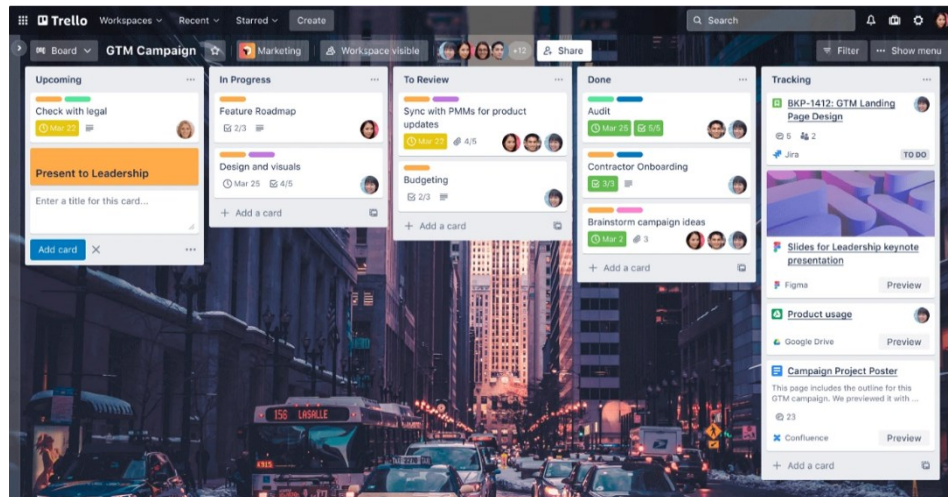 Trello
Workspaces
Recent
Starred
Create
Search
Board
GTM Campaign
Marketing
Workspace visible
+12
Share
Filter
Show menu
Upcoming
Check with legal
Mar 22
Present to Leadership
Enter a title for this card...
Add card
In Progress
Feature Roadmap
2/3
Design and visuals
Mar 25 4/5
+ Add a card
To Review
Sync with PMMs for product
updates
Mar 22 4/5
Budgeting
2/3
+ Add a card
Done
Audit
Mar 25 5/5
Contractor Onboarding
3/3
Brainstorm campaign ideas
Mar 2 3
+ Add a card
Tracking
BKP-1412: GTM Landing
Page Design
5 2
Jira TO DO
Slides for Leadership keynote
presentation
Figma Preview
Product usage
Google Drive Preview
Campaign Project Poster
This page includes the outline for this
GTM campaign. We previewed it with ...
23
Confluence Preview
+ Add a card
156 LASALLE